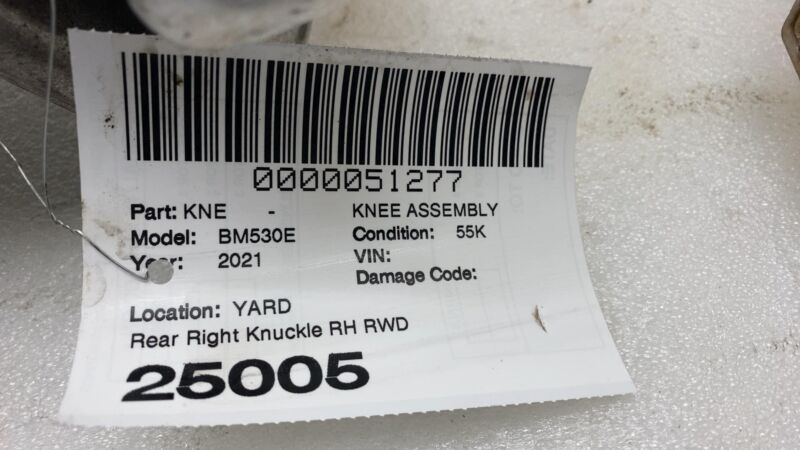 0000051277
Part: KNE - KNEE ASSEMBLY
Model: BM530E Condition: 55K
Year: 2021 VIN:
Damage Code:
Location: YARD
Rear Right Knuckle RH RWD
25005